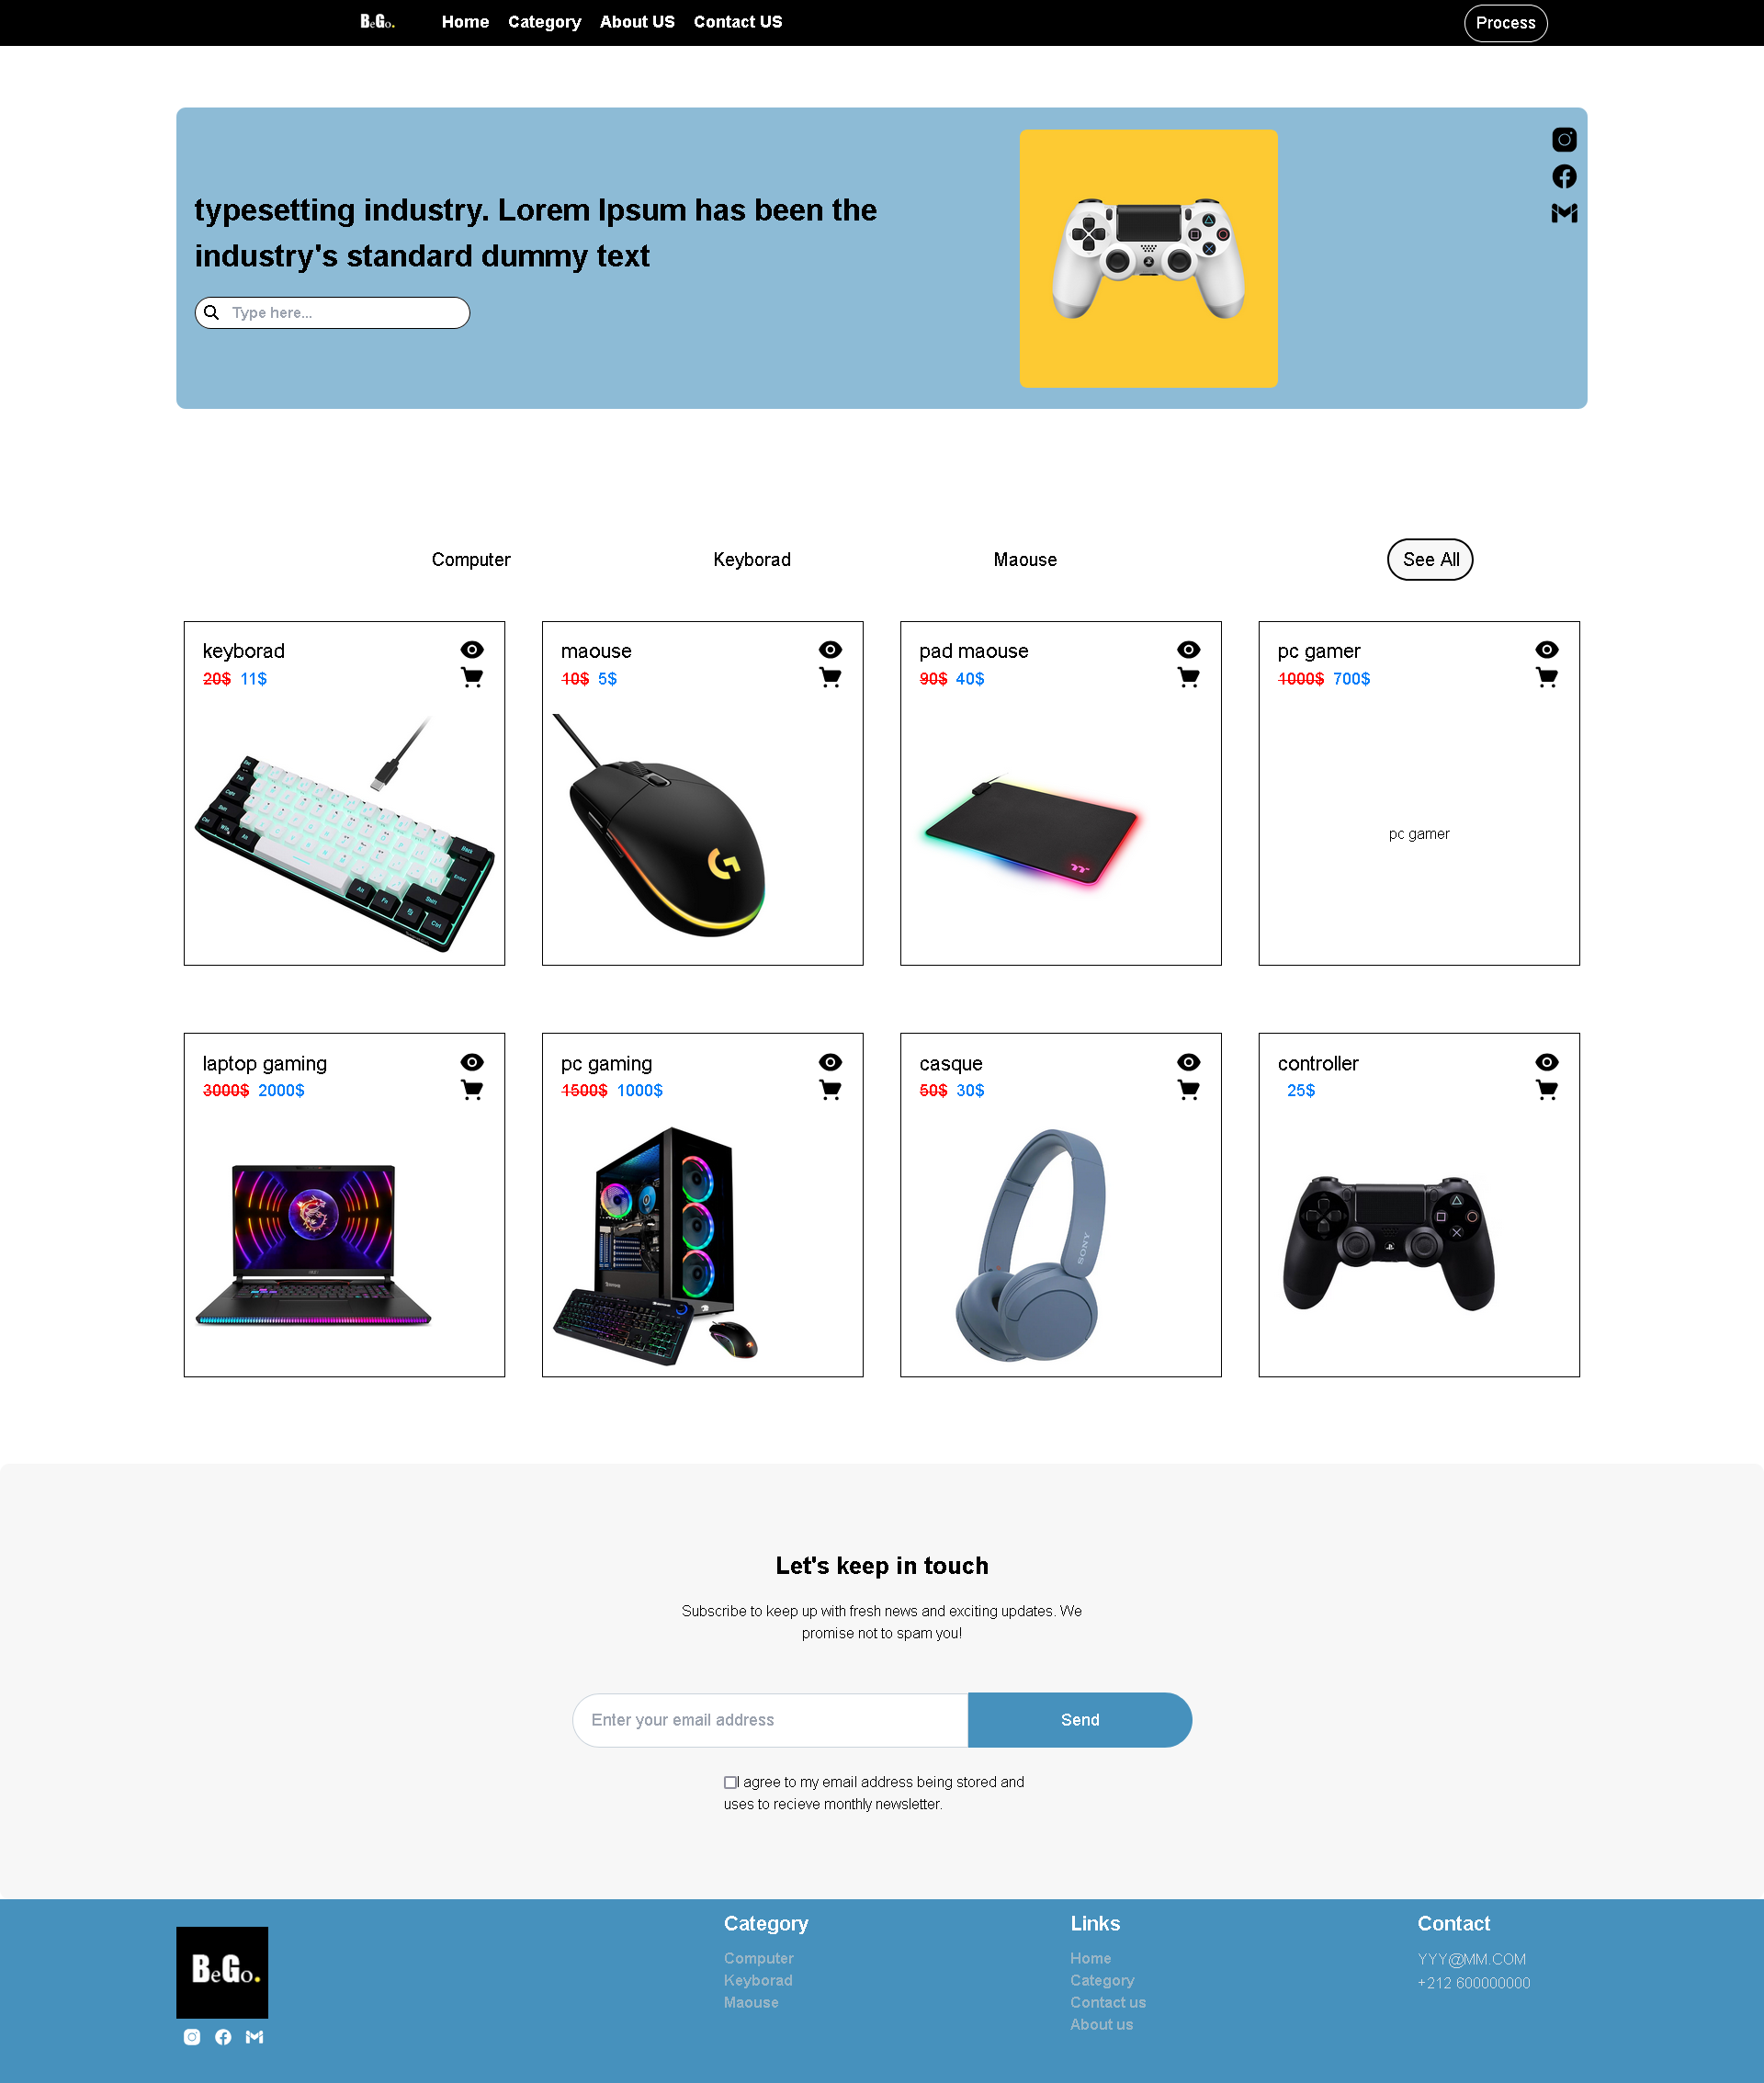 BeGo.
Home Category About US Contact US
Process
typesetting industry. Lorem Ipsum has been the
industry's standard dummy text
Type here...
Computer
Keyborad
Maouse
See All
keyborad
20$ 11$
maouse
10$ 5$
pad maouse
90$ 40$
pc gamer
1000$ 700$
pc gamer
laptop gaming
3000$ 2000$
pc gaming
1500$ 1000$
casque
50$ 30$
SONY
controller
25$
Let's keep in touch
Subscribe to keep up with fresh news and exciting updates. We
promise not to spam you!
Enter your email address
Send
I agree to my email address being stored and
uses to recieve monthly newsletter.
BeGo.
Category
Computer
Keyborad
Maouse
Links
Home
Category
Contact us
About us
Contact
YYY@MM.COM
+212 600000000